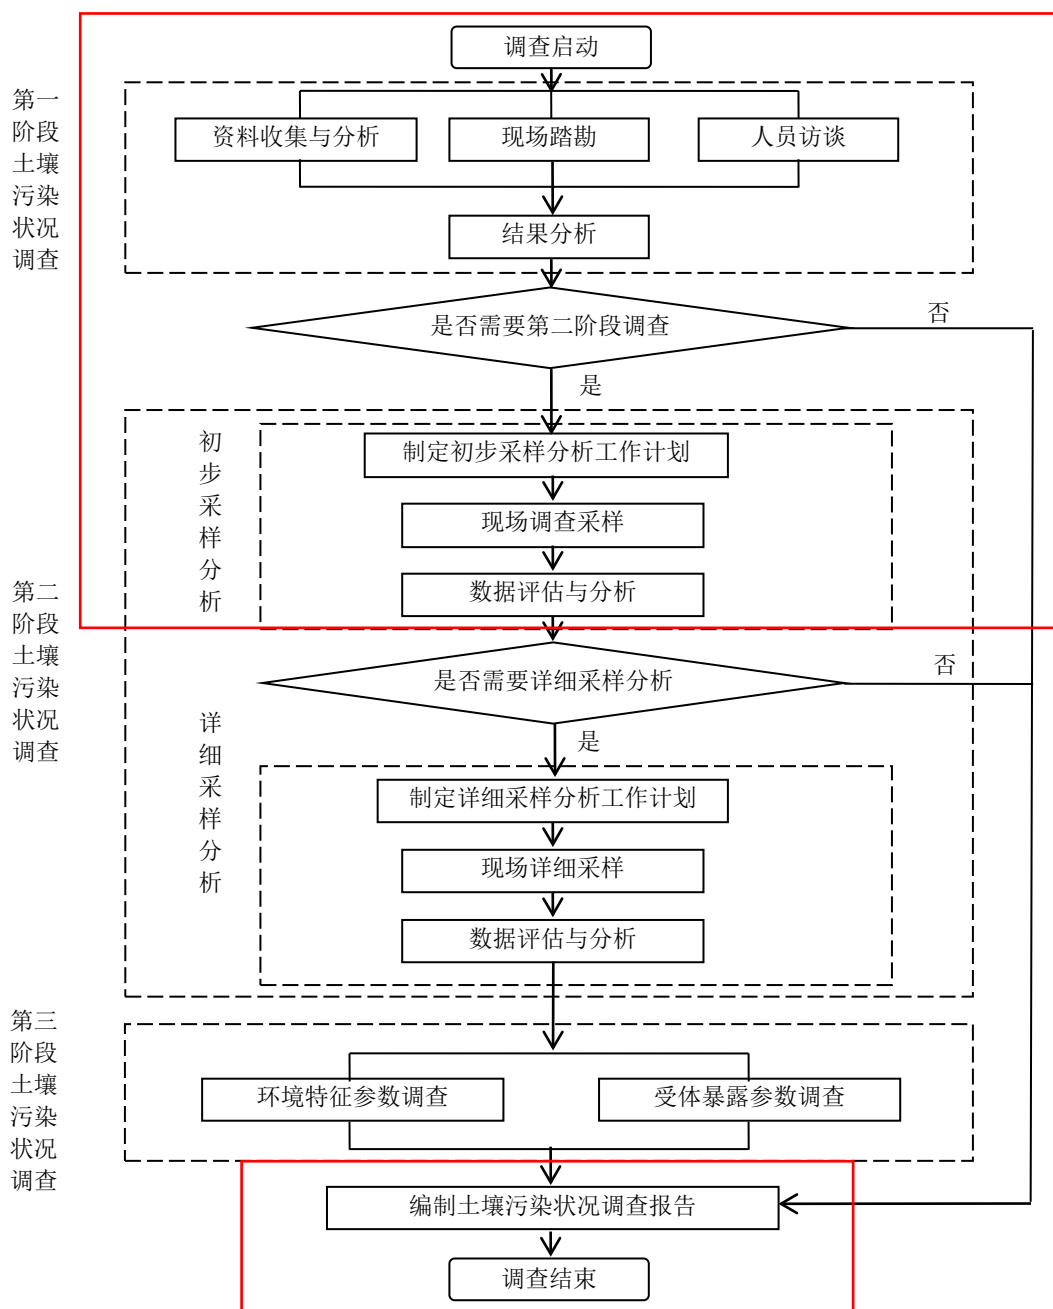 调查启动
第一
阶段
土壤
污染
状况
调查
资料收集与分析
现场踏勘
人员访谈
结果分析
是否需要第二阶段调查
否
是
第二
阶段
土壤
污染
状况
调查
初
步
采
样
分
析
制定初步采样分析工作计划
现场调查采样
数据评估与分析
是否需要详细采样分析
否
是
详
细
采
样
分
析
制定详细采样分析工作计划
现场详细采样
数据评估与分析
第三
阶段
土壤
污染
状况
调查
环境特征参数调查
受体暴露参数调查
编制土壤污染状况调查报告
调查结束